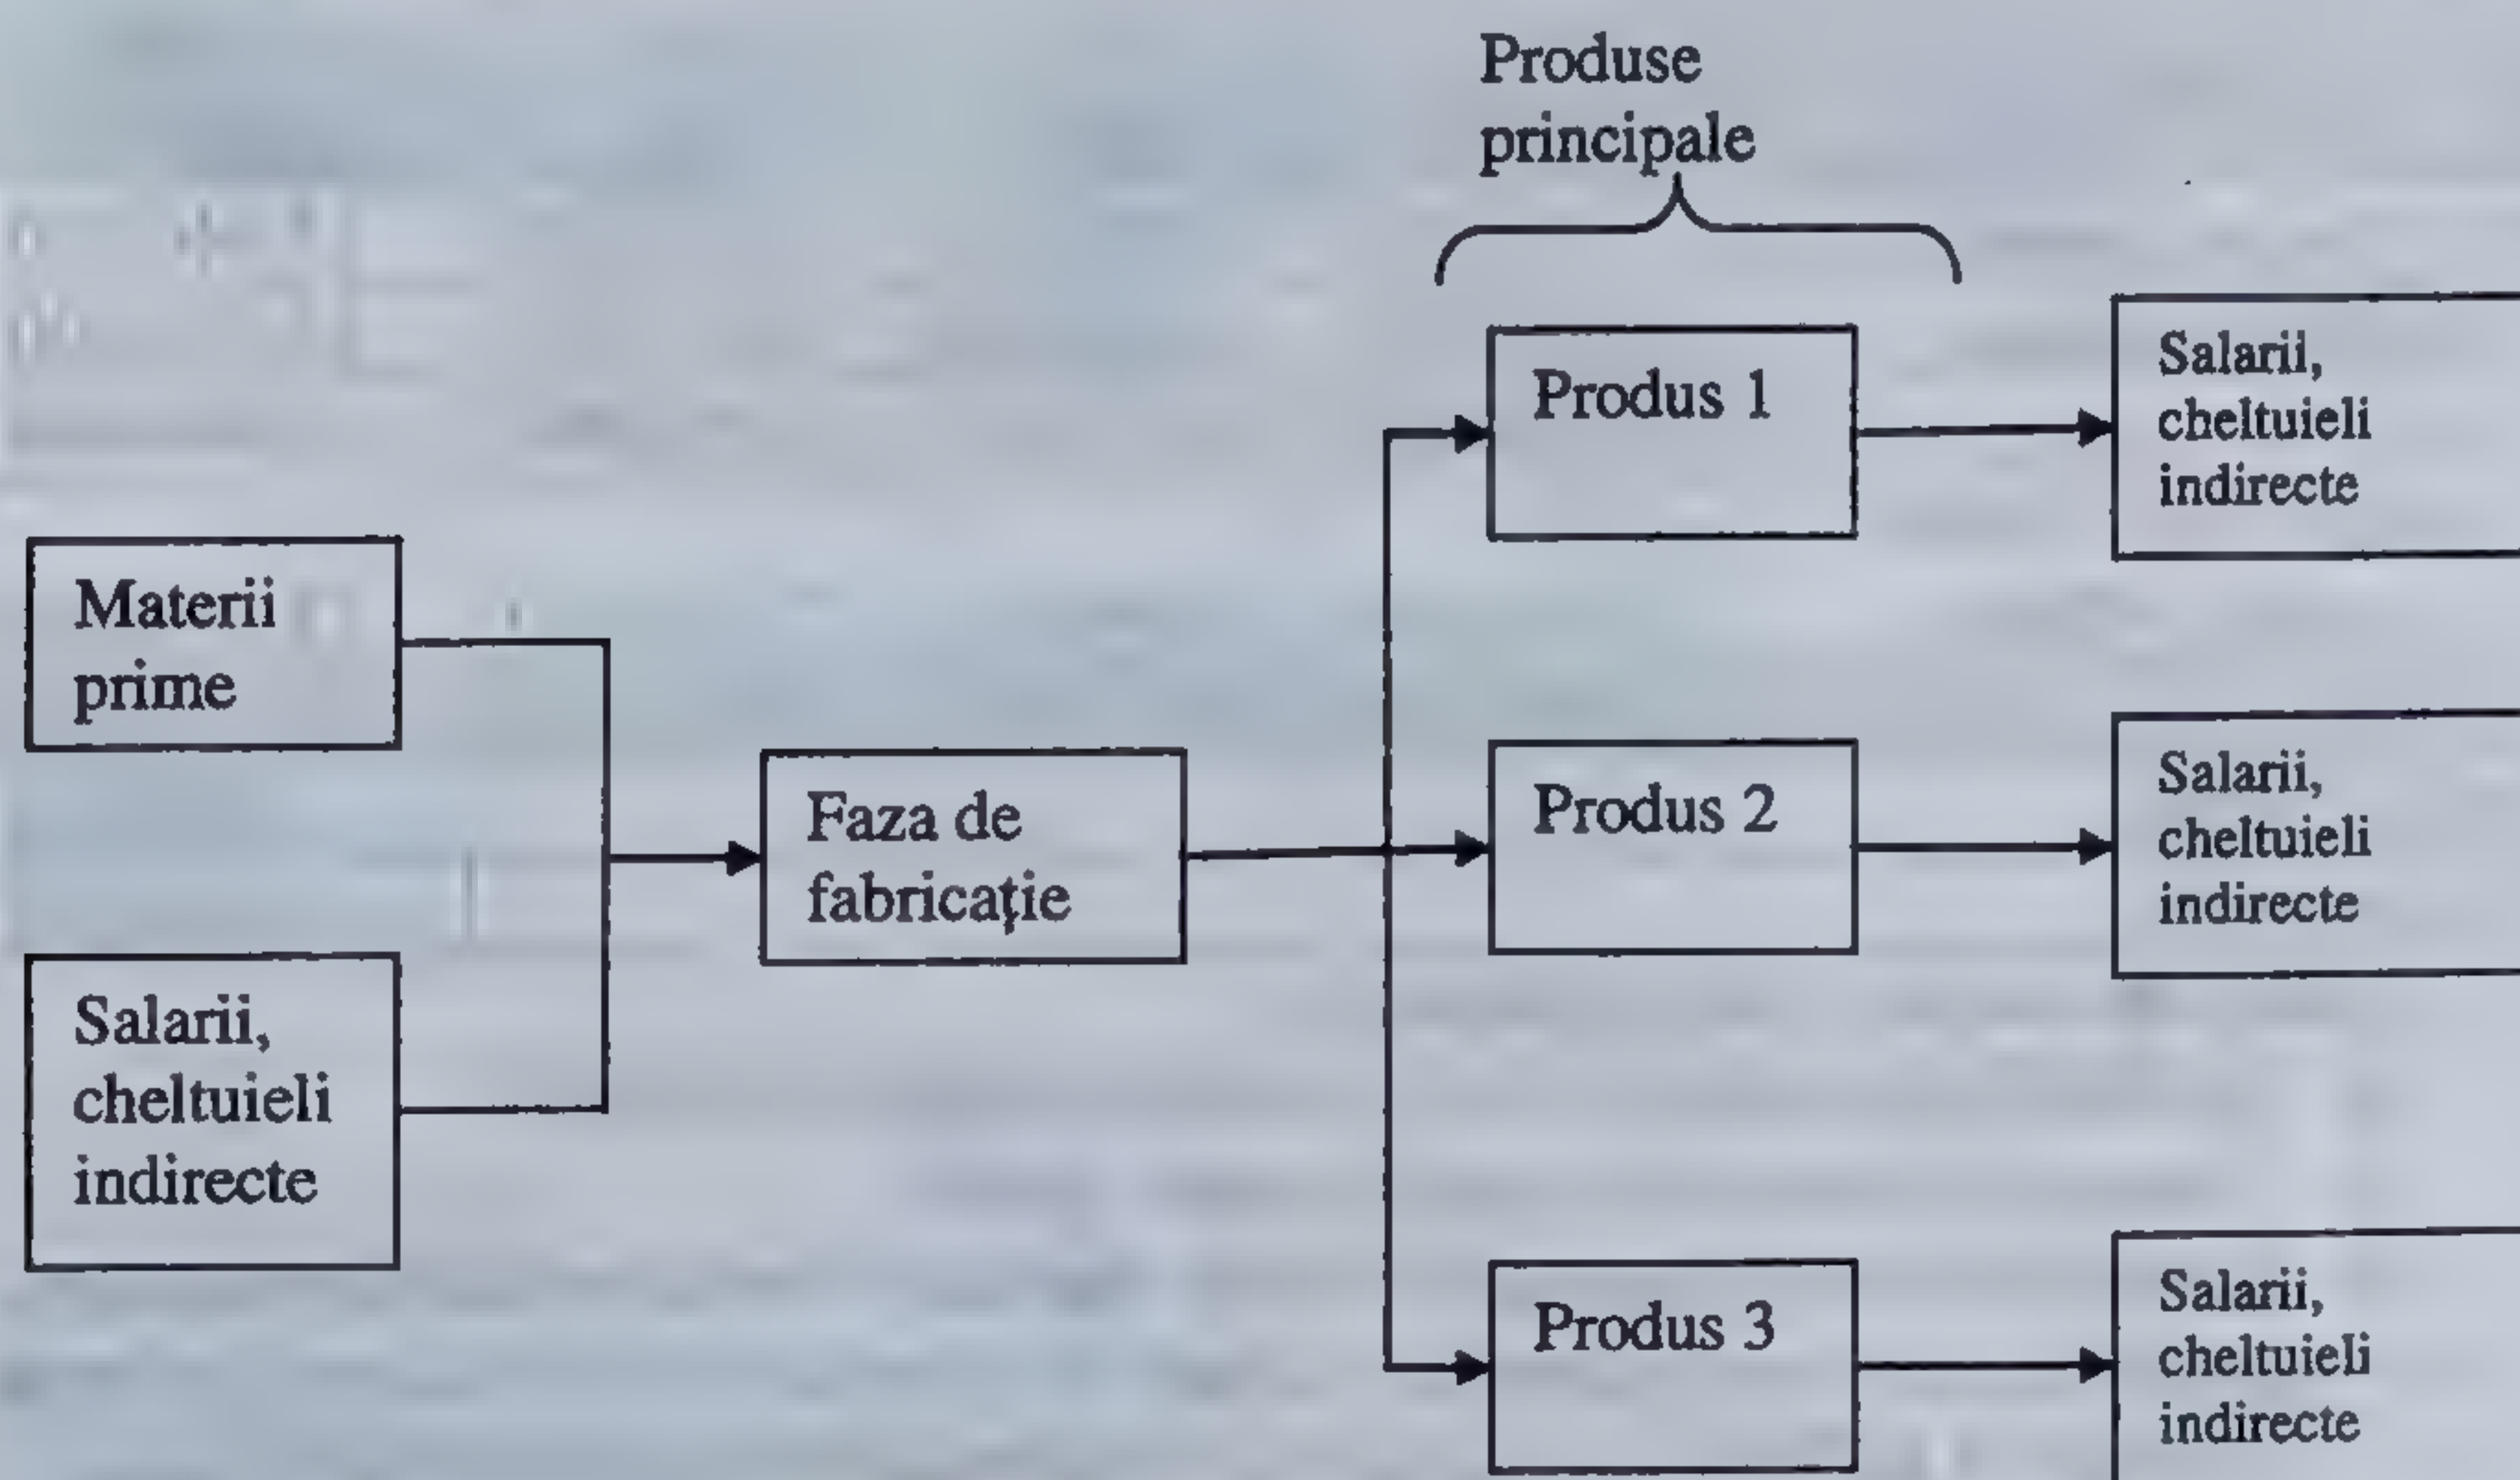 Produse
principale
Produs 1
Salarii,
cheltuieli
indirecte
Materii
prime
Faza de
fabricaţie
Produs 2
Salarii,
cheltuieli
indirecte
Salarii,
cheltuieli
indirecte
Produs 3
Salarii,
cheltuieli
indirecte